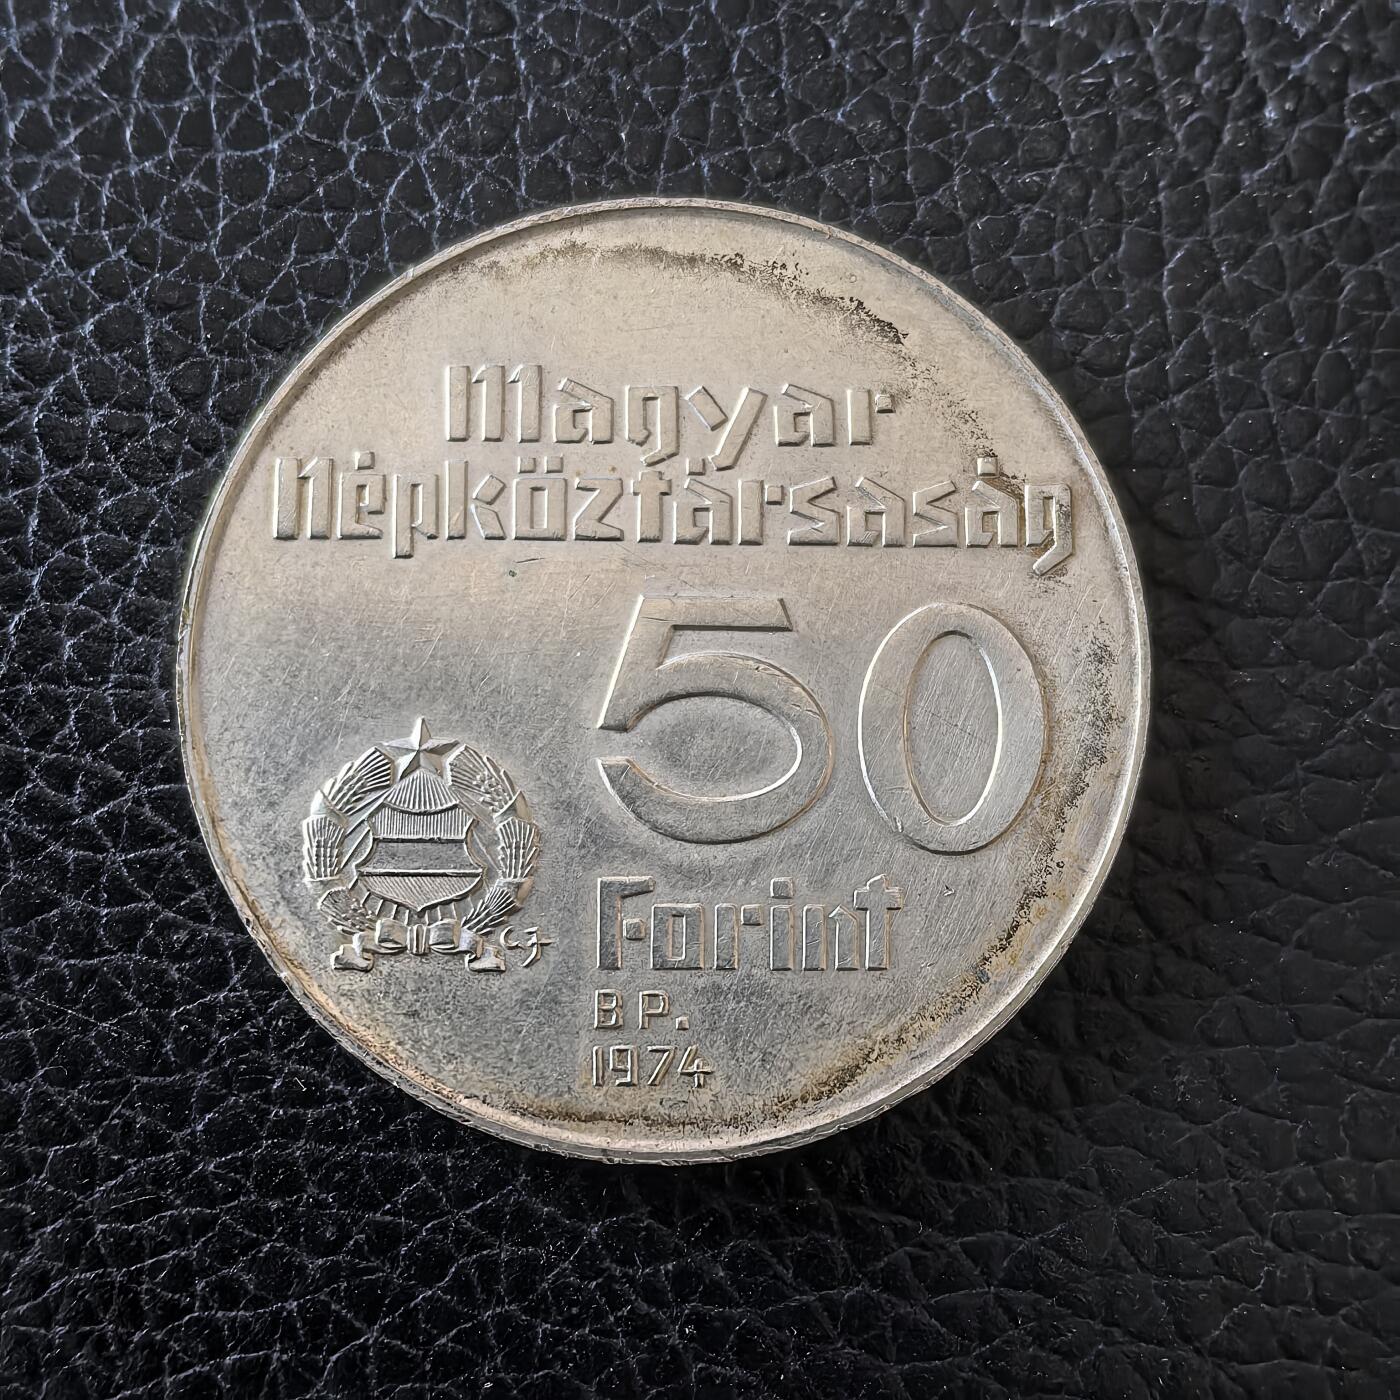 Magyar
Népköztársaság
50
Forint
BP.
1974